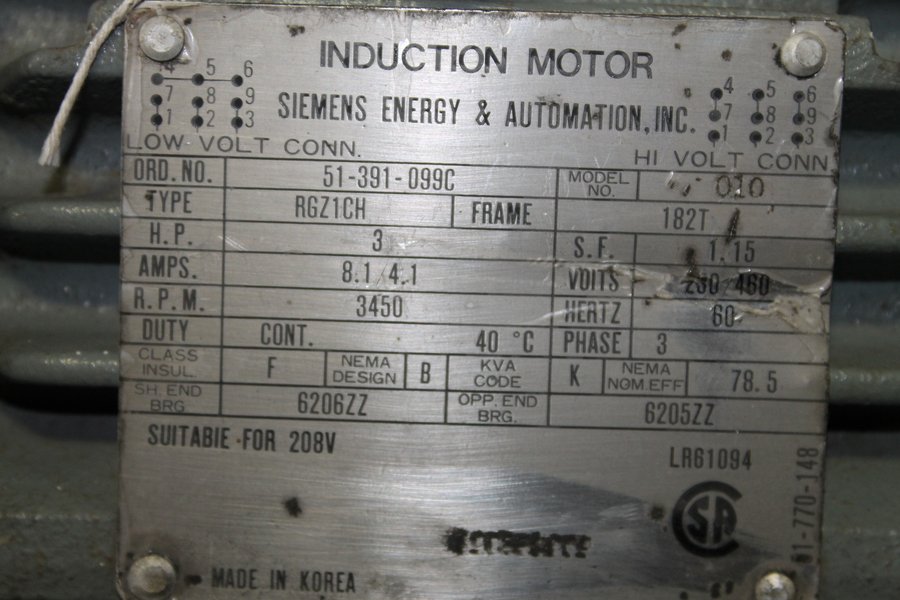 INDUCTION MOTOR
SIEMENS ENERGY & AUTOMATION, INC.
4 5 6
7 8 9
1 2 3
LOW VOLT CONN.
4 5 6
7 8 9
1 2 3
HI VOLT CONN
ORD. NO. 51-391-099C MODEL NO. 010
TYPE RGZ1CH FRAME 182T
H.P. 3 S.F. 1.15
AMPS. 8.1/4.1 VOLTS 230/460
R.P.M. 3450 HERTZ 60
DUTY CONT. 40 °C PHASE 3
CLASS INSUL. F NEMA DESIGN B KVA CODE K NEMA NOM.EFF 78.5
SH. END BRG. 6206ZZ OPP. END BRG. 6205ZZ
SUITABIE FOR 208V
LR61094
SA
81-770-148
MADE IN KOREA